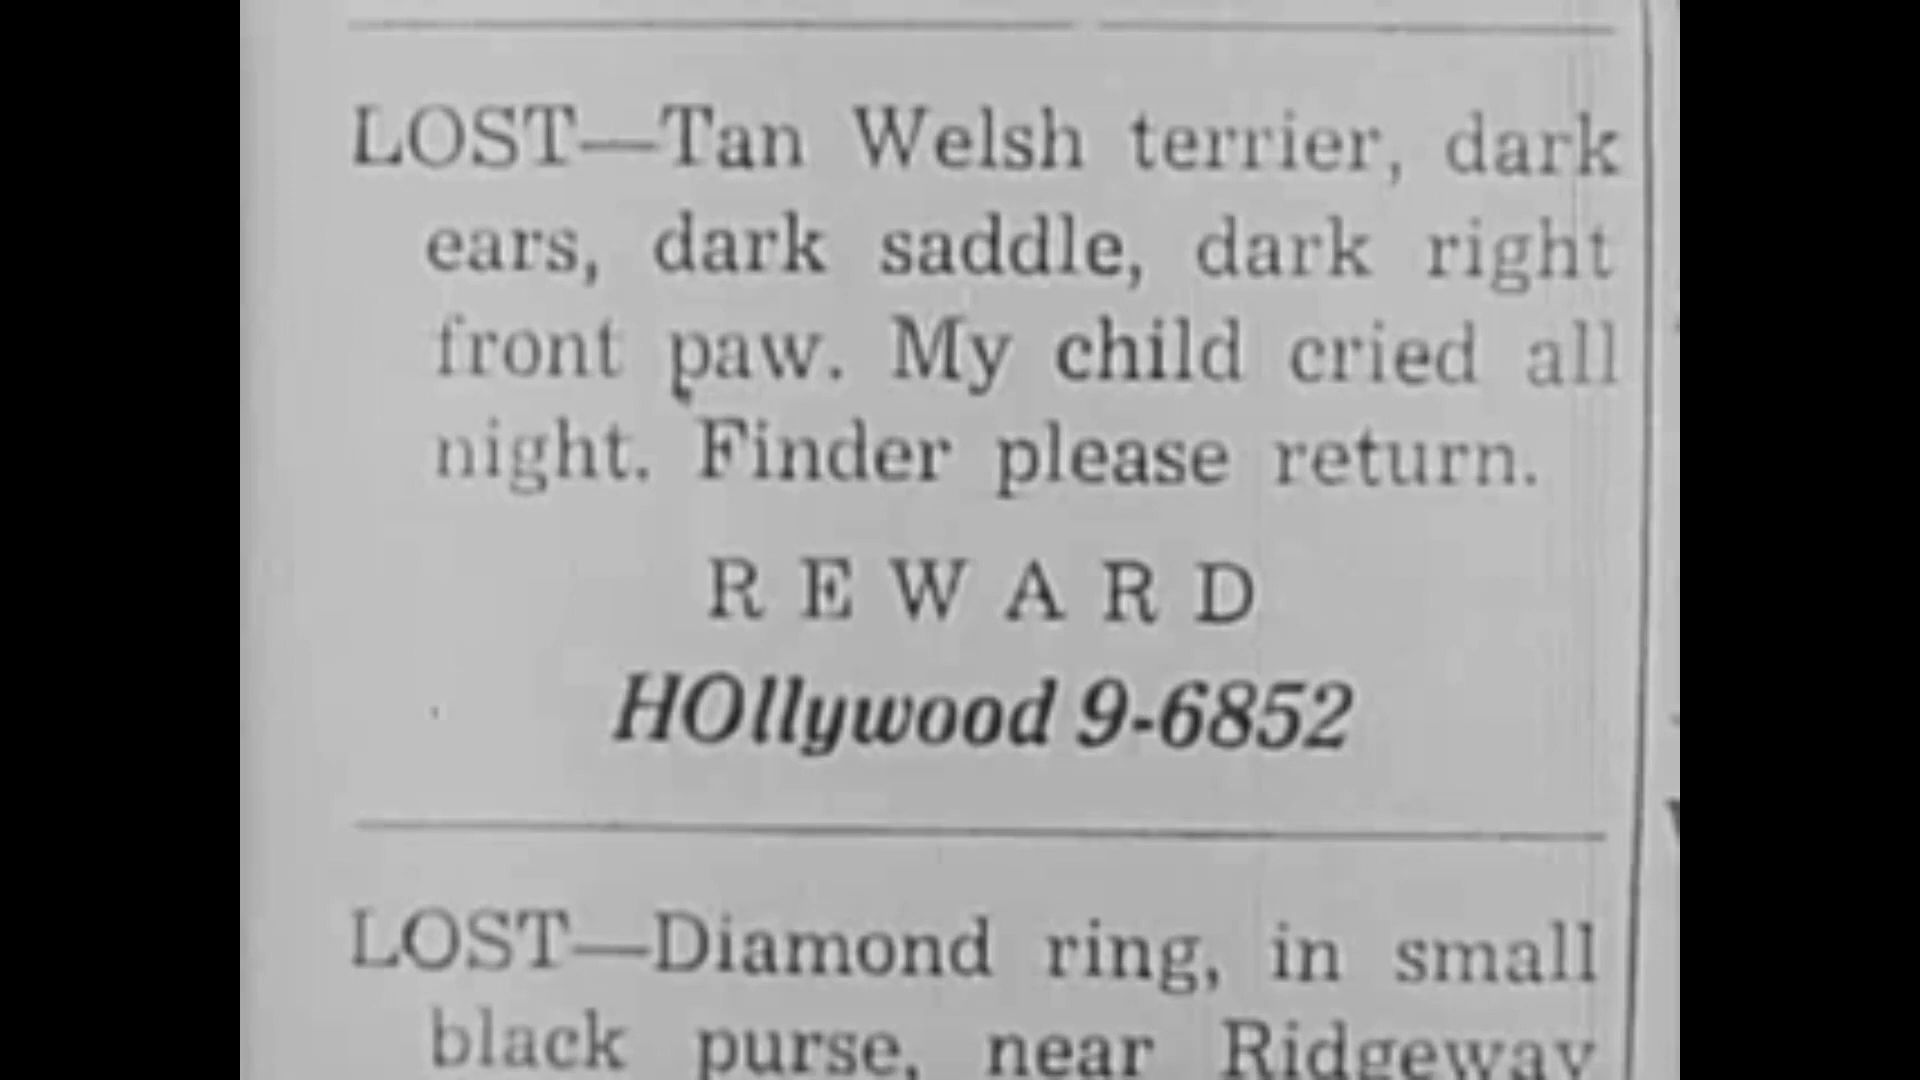 LOST—Tan Welsh terrier, dark
ears, dark saddle, dark right
front paw. My child cried all
night. Finder please return.
REWARD
HOllywood 9-6852
LOST—Diamond ring, in small
black purse, near Ridgeway